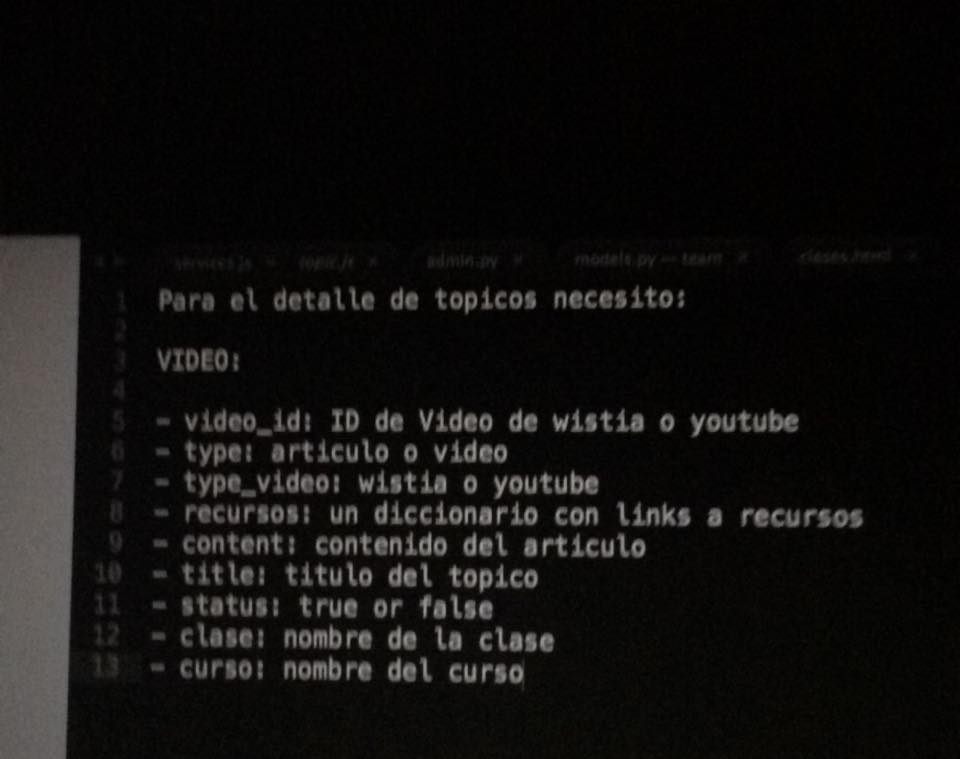 services.js topic.js admin.py models.py — team clases.html
1 Para el detalle de topicos necesito:
2
3 VIDEO:
4
5 - video_id: ID de Video de wistia o youtube
6 - type: articulo o video
7 - type_video: wistia o youtube
8 - recursos: un diccionario con links a recursos
9 - content: contenido del articulo
10 - title: titulo del topico
11 - status: true or false
12 - clase: nombre de la clase
13 - curso: nombre del curso